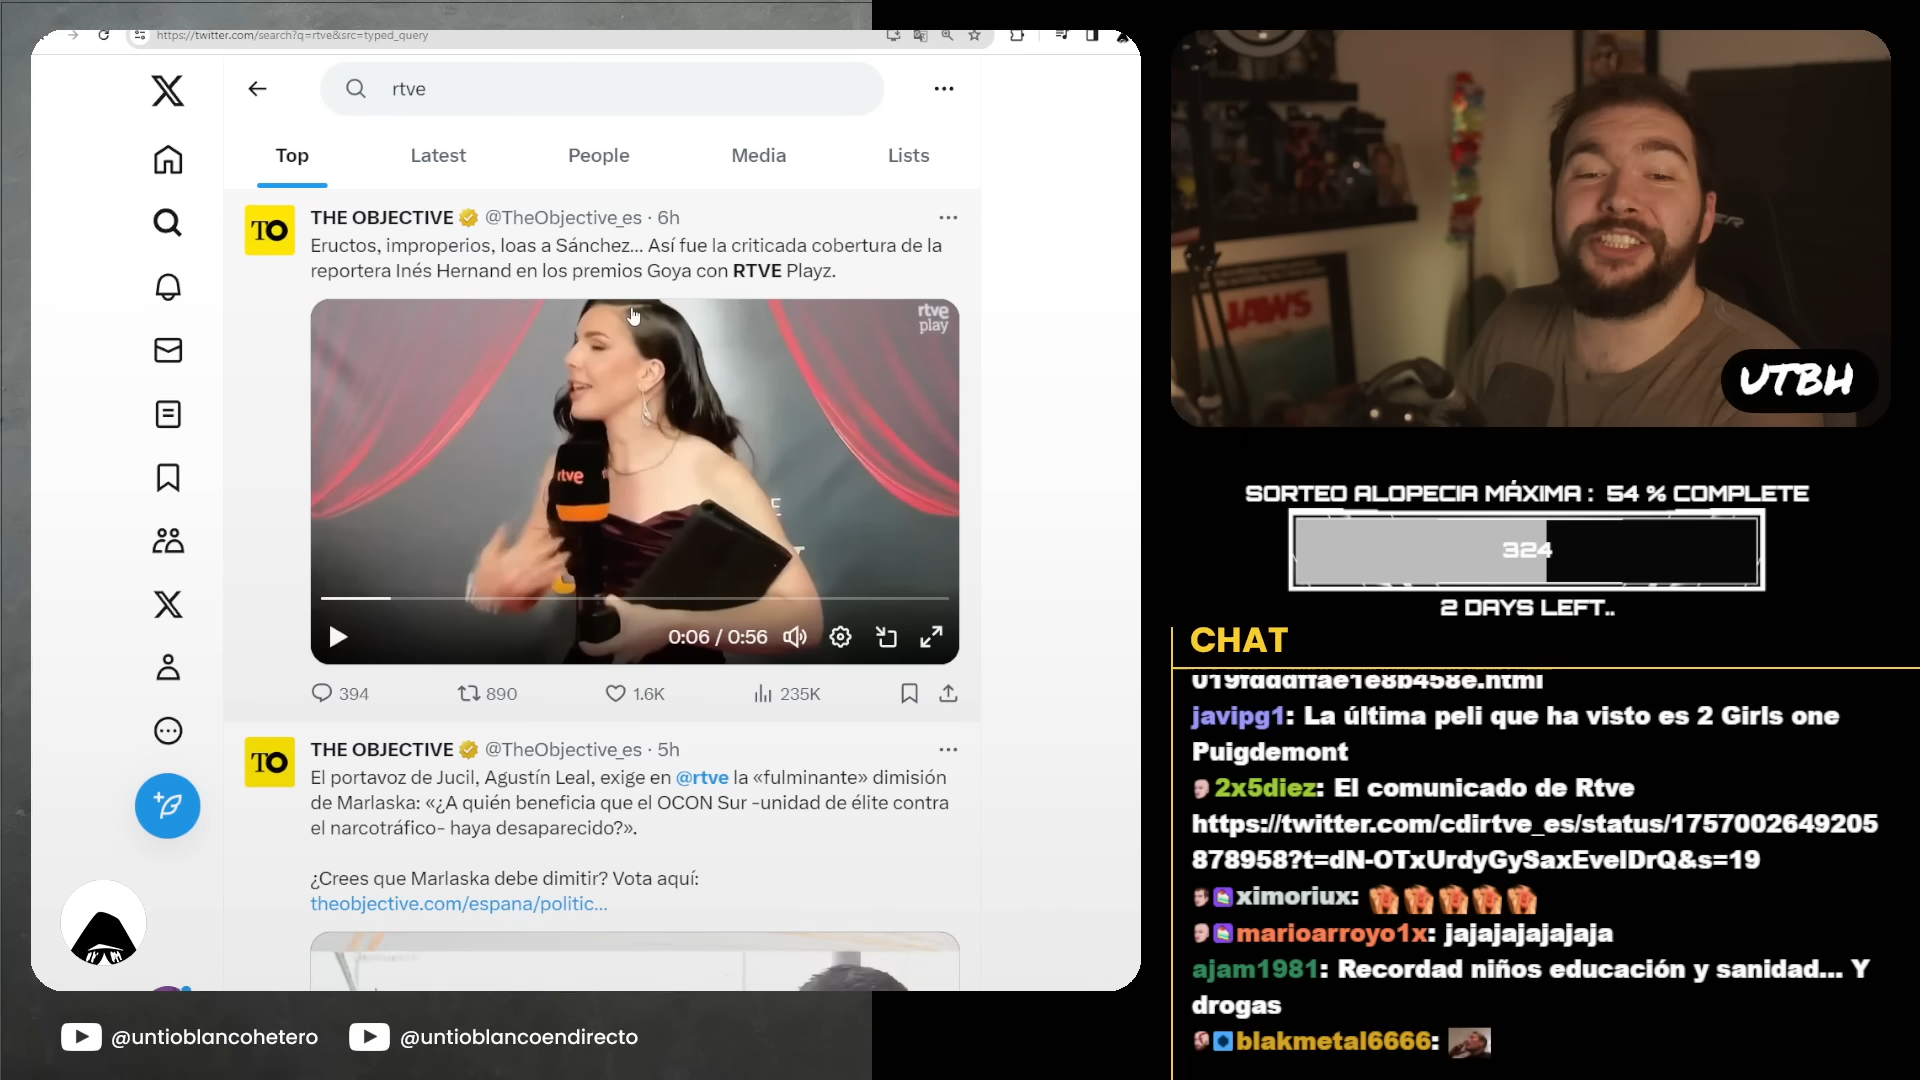 https://twitter.com/search?q=rtve&src=typed_query
rtve
Top
Latest
People
Media
Lists
TO
THE OBJECTIVE @TheObjective_es · 6h
Eructos, improperios, loas a Sánchez... Así fue la criticada cobertura de la
reportera Inés Hernand en los premios Goya con RTVE Playz.
rtve
play
rtve
0:06 / 0:56
394
890
1.6K
235K
TO
THE OBJECTIVE @TheObjective_es · 5h
El portavoz de Jucil, Agustín Leal, exige en @rtve la «fulminante» dimisión
de Marlaska: «¿A quién beneficia que el OCON Sur -unidad de élite contra
el narcotráfico- haya desaparecido?».
¿Crees que Marlaska debe dimitir? Vota aquí:
theobjective.com/espana/politic...
@untioblancohetero
@untioblancoendirecto
JAWS
UTBH
SORTEO ALOPECIA MÁXIMA : 54 % COMPLETE
324
2 DAYS LEFT..
CHAT
019fdddffae1e8b458e.html
javipg1: La última peli que ha visto es 2 Girls one
Puigdemont
2x5diez: El comunicado de Rtve
https://twitter.com/cdirtve_es/status/1757002649205
878958?t=dN-OTxUrdyGySaxEvelDrQ&s=19
ximoriux:
marioarroyo1x: jajajajajajaja
ajam1981: Recordad niños educación y sanidad... Y
drogas
blakmetal6666: